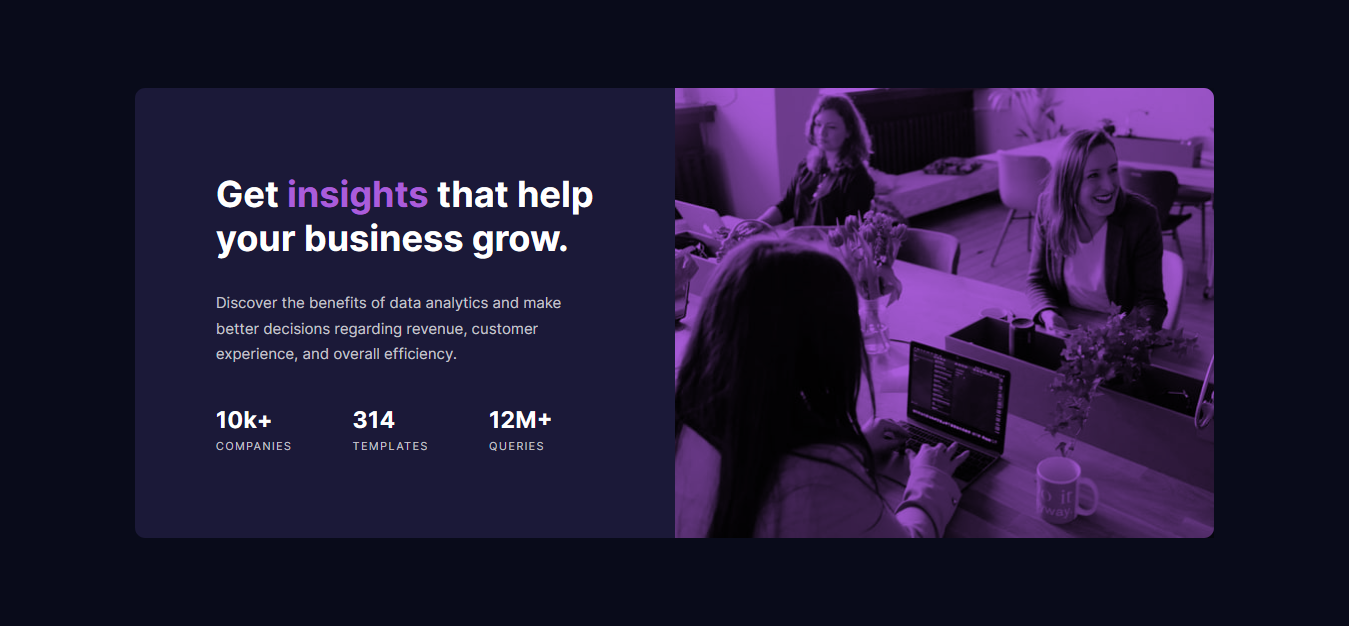 Get insights that help
your business grow.
Discover the benefits of data analytics and make
better decisions regarding revenue, customer
experience, and overall efficiency.
10k+ 314 12M+
COMPANIES TEMPLATES QUERIES
it